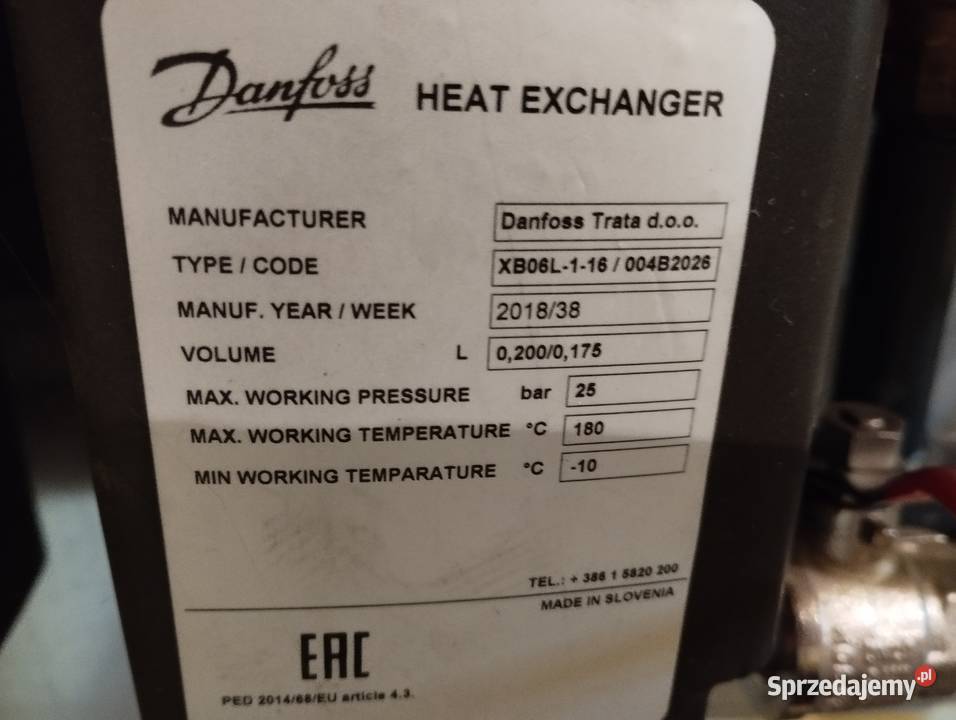 Danfoss HEAT EXCHANGER
MANUFACTURER Danfoss Trata d.o.o.
TYPE / CODE XB06L-1-16 / 004B2026
MANUF. YEAR / WEEK 2018/38
VOLUME L 0,200/0,175
MAX. WORKING PRESSURE bar 25
MAX. WORKING TEMPERATURE °C 180
MIN WORKING TEMPARATURE °C -10
TEL.: + 386 1 5820 200
MADE IN SLOVENIA
EAC
PED 2014/68/EU article 4.3.
Sprzedajemy.pl